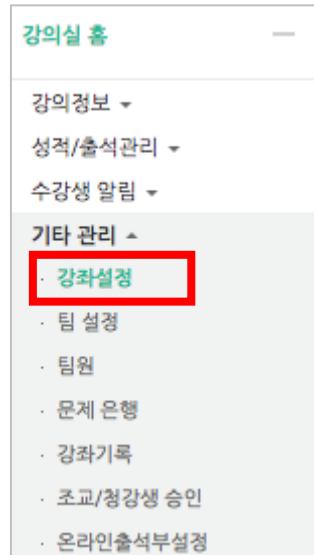 강의실 홈
강의정보
성적/출석관리
수강생 알림
기타 관리
· 강좌설정
· 팀 설정
· 팀원
· 문제 은행
· 강좌기록
· 조교/청강생 승인
· 온라인출석부설정